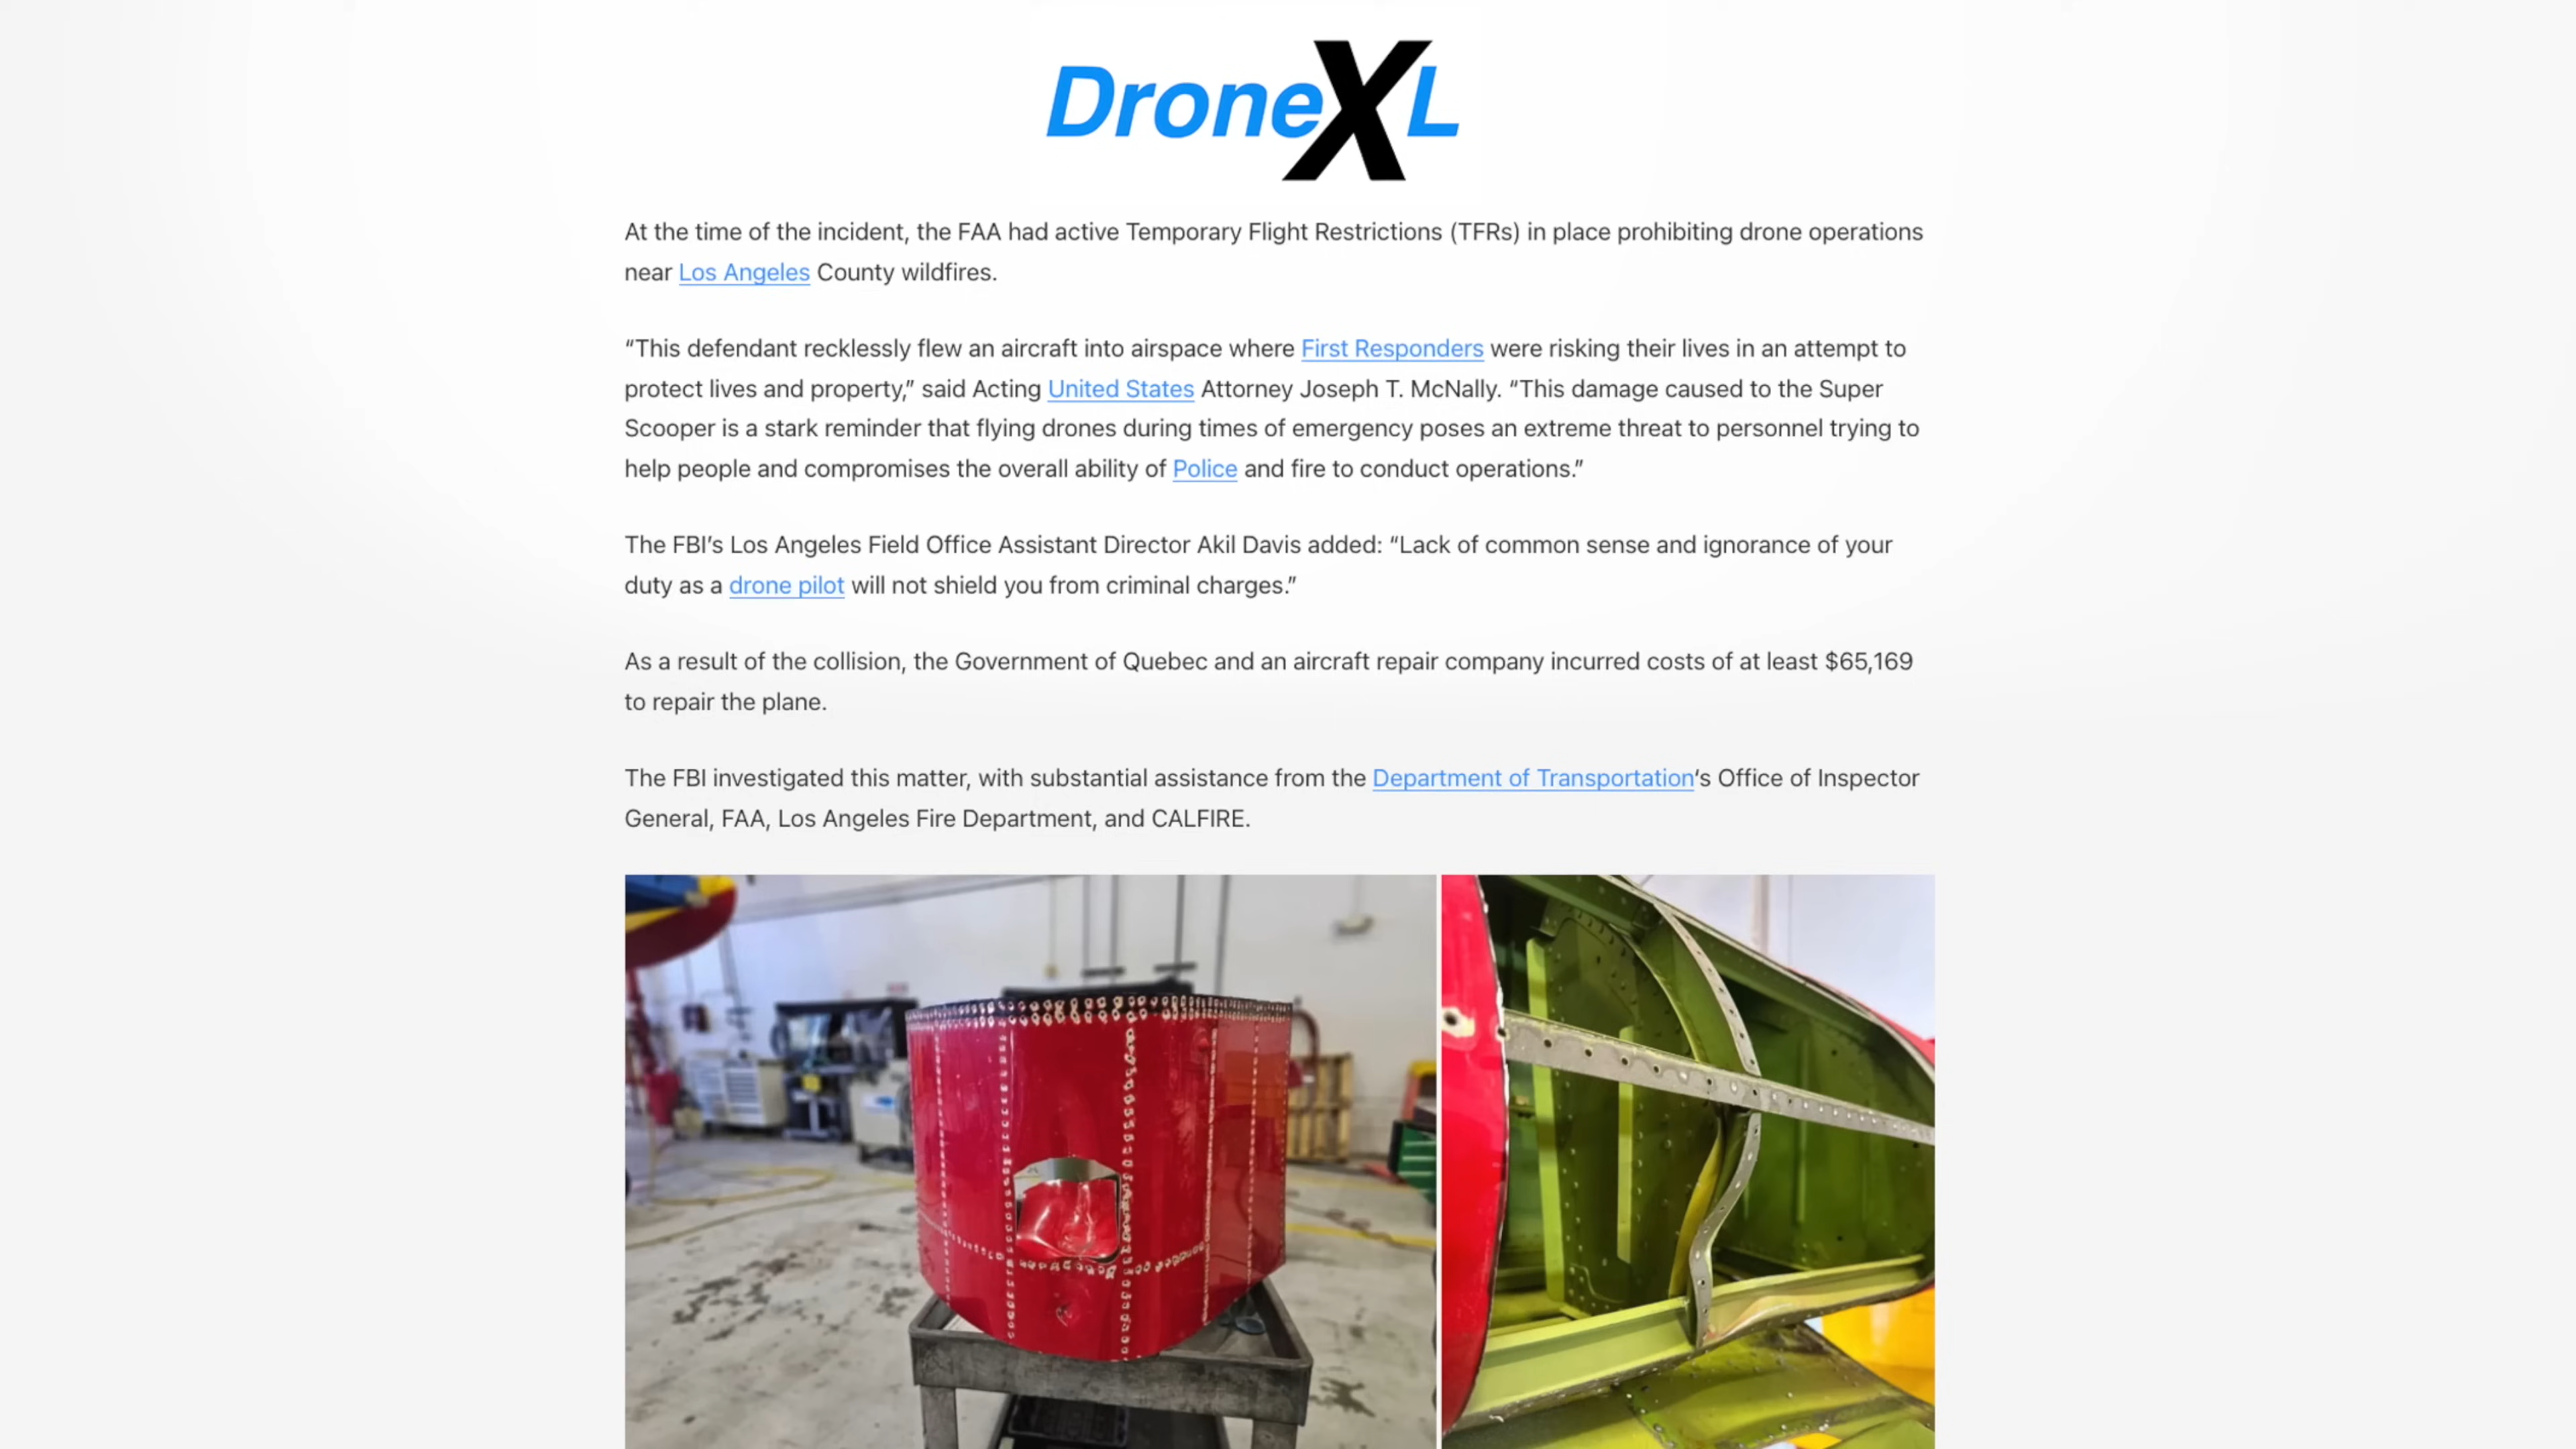 DroneXL
At the time of the incident, the FAA had active Temporary Flight Restrictions (TFRs) in place prohibiting drone operations
near Los Angeles County wildfires.
“This defendant recklessly flew an aircraft into airspace where First Responders were risking their lives in an attempt to
protect lives and property,” said Acting United States Attorney Joseph T. McNally. “This damage caused to the Super
Scooper is a stark reminder that flying drones during times of emergency poses an extreme threat to personnel trying to
help people and compromises the overall ability of Police and fire to conduct operations.”
The FBI’s Los Angeles Field Office Assistant Director Akil Davis added: “Lack of common sense and ignorance of your
duty as a drone pilot will not shield you from criminal charges.”
As a result of the collision, the Government of Quebec and an aircraft repair company incurred costs of at least $65,169
to repair the plane.
The FBI investigated this matter, with substantial assistance from the Department of Transportation‘s Office of Inspector
General, FAA, Los Angeles Fire Department, and CALFIRE.